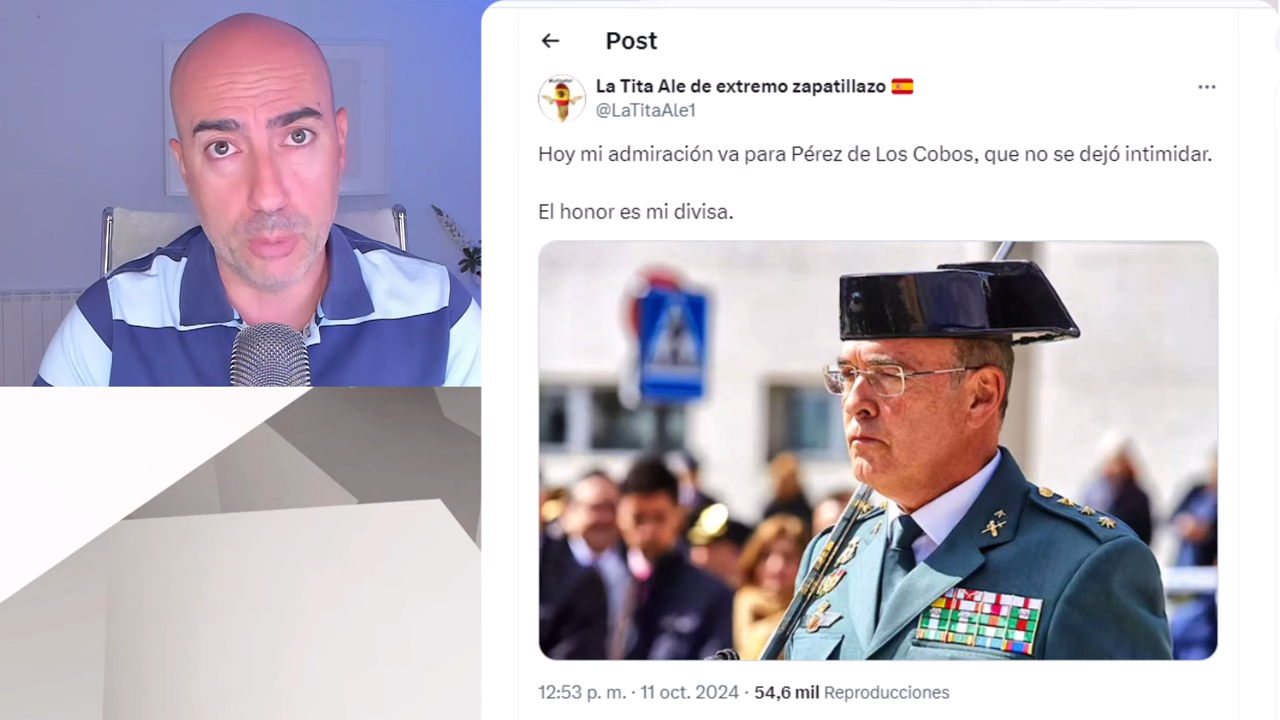 Post
La Tita Ale de extremo zapatillazo 🇪🇸
@LaTitaAle1
Hoy mi admiración va para Pérez de Los Cobos, que no se dejó intimidar.
El honor es mi divisa.
12:53 p. m. · 11 oct. 2024 · 54,6 mil Reproducciones